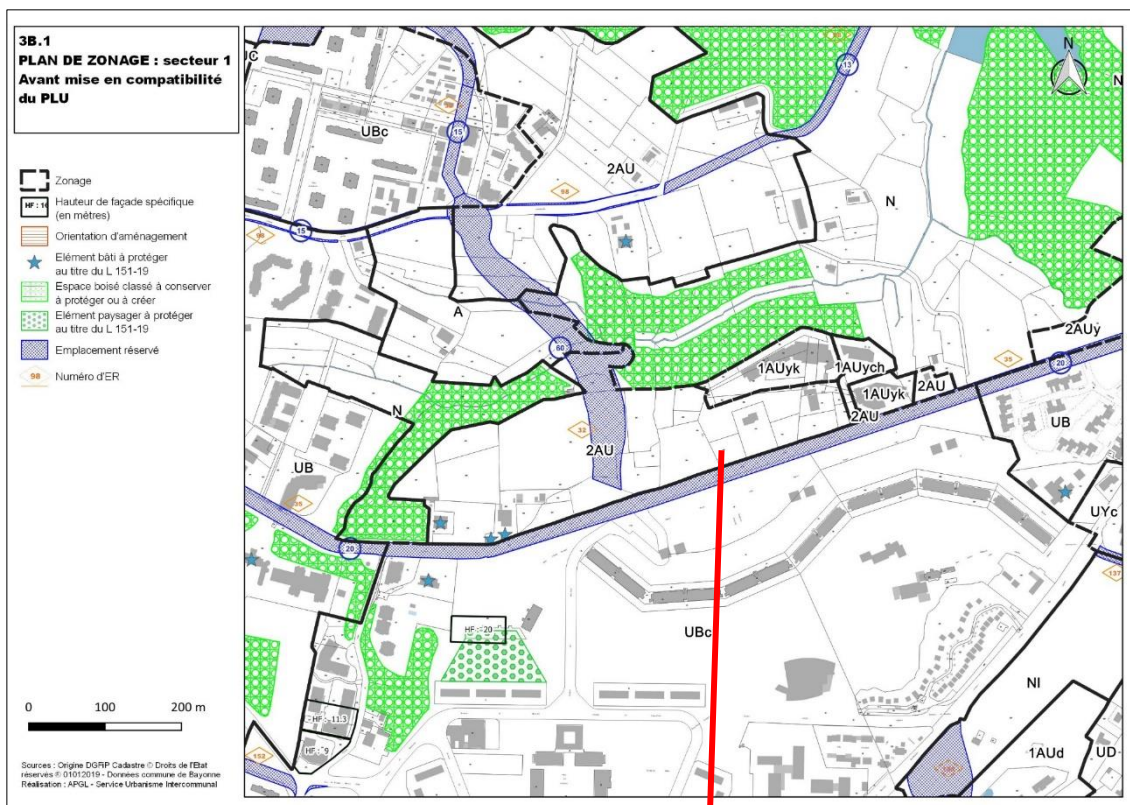 3B.1
PLAN DE ZONAGE : secteur 1
Avant mise en compatibilité
du PLU
Zonage
HF : 16
Hauteur de façade spécifique
(en mètres)
Orientation d'aménagement
Elément bâti à protéger
au titre du L 151-19
Espace boisé classé à conserver
à protéger ou à créer
Elément paysager à protéger
au titre du L 151-19
Emplacement réservé
98
Numéro d'ER
0 100 200 m
Sources : Origine DGFIP Cadastre © Droits de l'Etat
réservés ® 01012019 - Données commune de Bayonne
Réalisation : APGL - Service Urbanisme Intercommunal
N
13
N
UC
UBc
15
2AU
98
N
15
A
60
2AUy
35
20
1AUyk
1AUych
1AUyk
2AU
2AU
N
32
2AU
UB
UB
35
20
UYc
137
HF : 20
UBc
NI
HF : 11.3
HF : 9
1AUd
UD
152